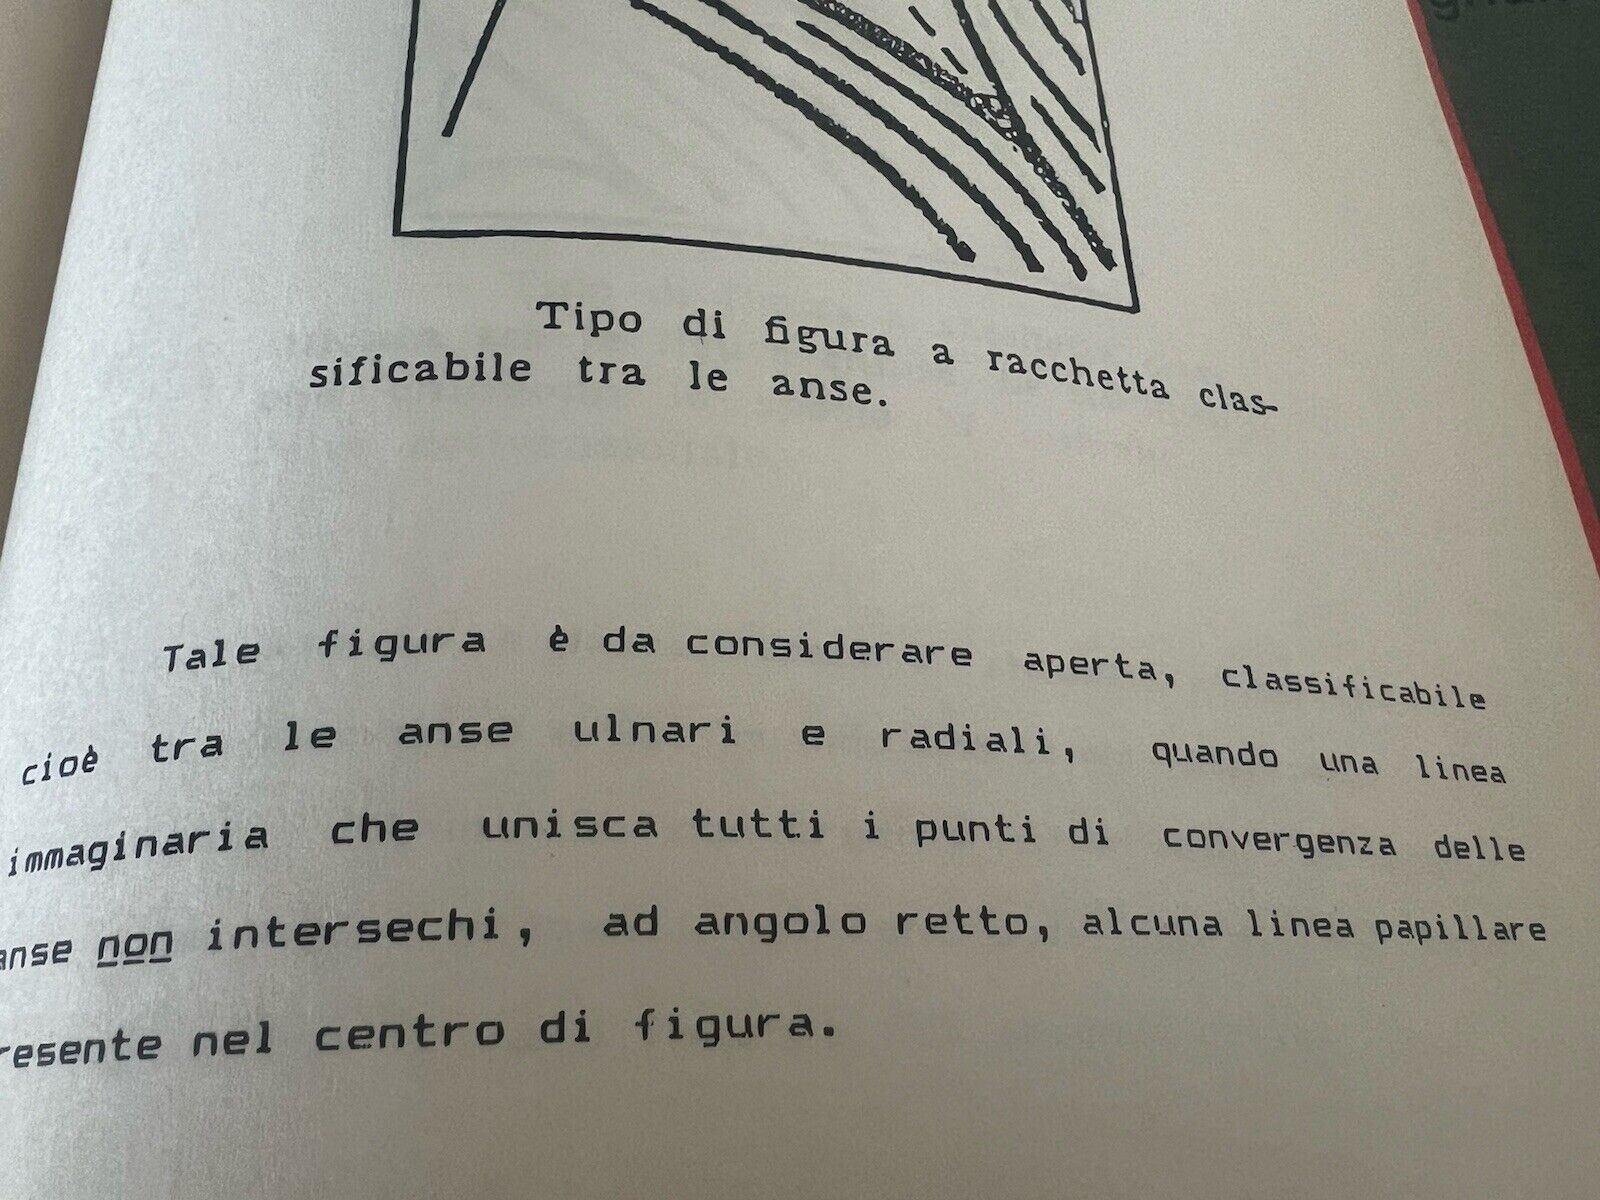 Tipo di figura a racchetta clas-
sificabile tra le anse.
Tale figura è da considerare aperta, classificabile
cioè tra le anse ulnari e radiali, quando una linea
immaginaria che unisca tutti i punti di convergenza delle
anse non intersechi, ad angolo retto, alcuna linea papillare
resente nel centro di figura.